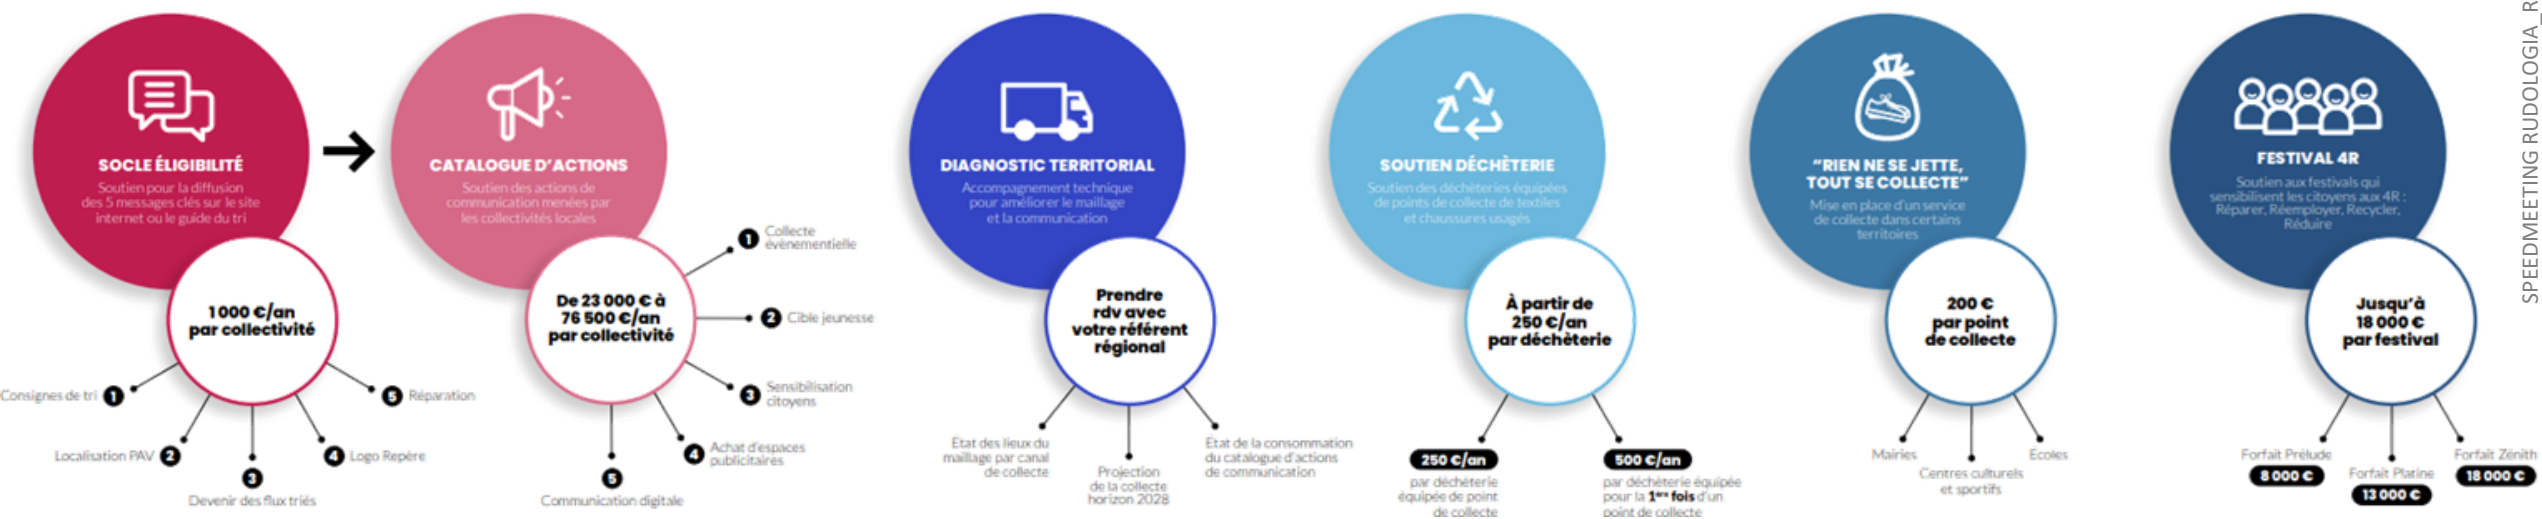 SOCLE ÉLIGIBILITÉ
Soutien pour la diffusion
des 5 messages clés sur le site
internet ou le guide du tri
1 000 €/an
par collectivité
Consignes de tri 1
Localisation PAV 2
3
Devenir des flux triés
4 Logo Repère
5 Réparation
CATALOGUE D'ACTIONS
Soutien des actions de
communication menées par
les collectivités locales
De 23 000 € à
76 500 €/an
par collectivité
1 Collecte
évènementielle
2 Cible jeunesse
3 Sensibilisation
citoyens
4 Achat d'espaces
publicitaires
5
Communication digitale
DIAGNOSTIC TERRITORIAL
Accompagnement technique
pour améliorer le maillage
et la communication
Prendre
rdv avec
votre référent
régional
État des lieux du
maillage par canal
de collecte
Projection
de la collecte
horizon 2028
État de la consommation
du catalogue d'actions
de communication
SOUTIEN DÉCHÈTERIE
Soutien des déchèteries équipées
de points de collecte de textiles
et chaussures usagés
À partir de
250 €/an
par déchèterie
250 €/an
par déchèterie
équipée de point
de collecte
500 €/an
par déchèterie équipée
pour la 1ère fois d'un
point de collecte
"RIEN NE SE JETTE,
TOUT SE COLLECTE"
Mise en place d'un service
de collecte dans certains
territoires
200 €
par point
de collecte
Mairies
Centres culturels
et sportifs
Écoles
FESTIVAL 4R
Soutien aux festivals qui
sensibilisent les citoyens aux 4R :
Réparer, Réemployer, Recycler,
Réduire
Jusqu'à
18 000 €
par festival
Forfait Prélude
8 000 €
Forfait Platine
13 000 €
Forfait Zénith
18 000 €
SPEEDMEETING RUDOLOGIA_R